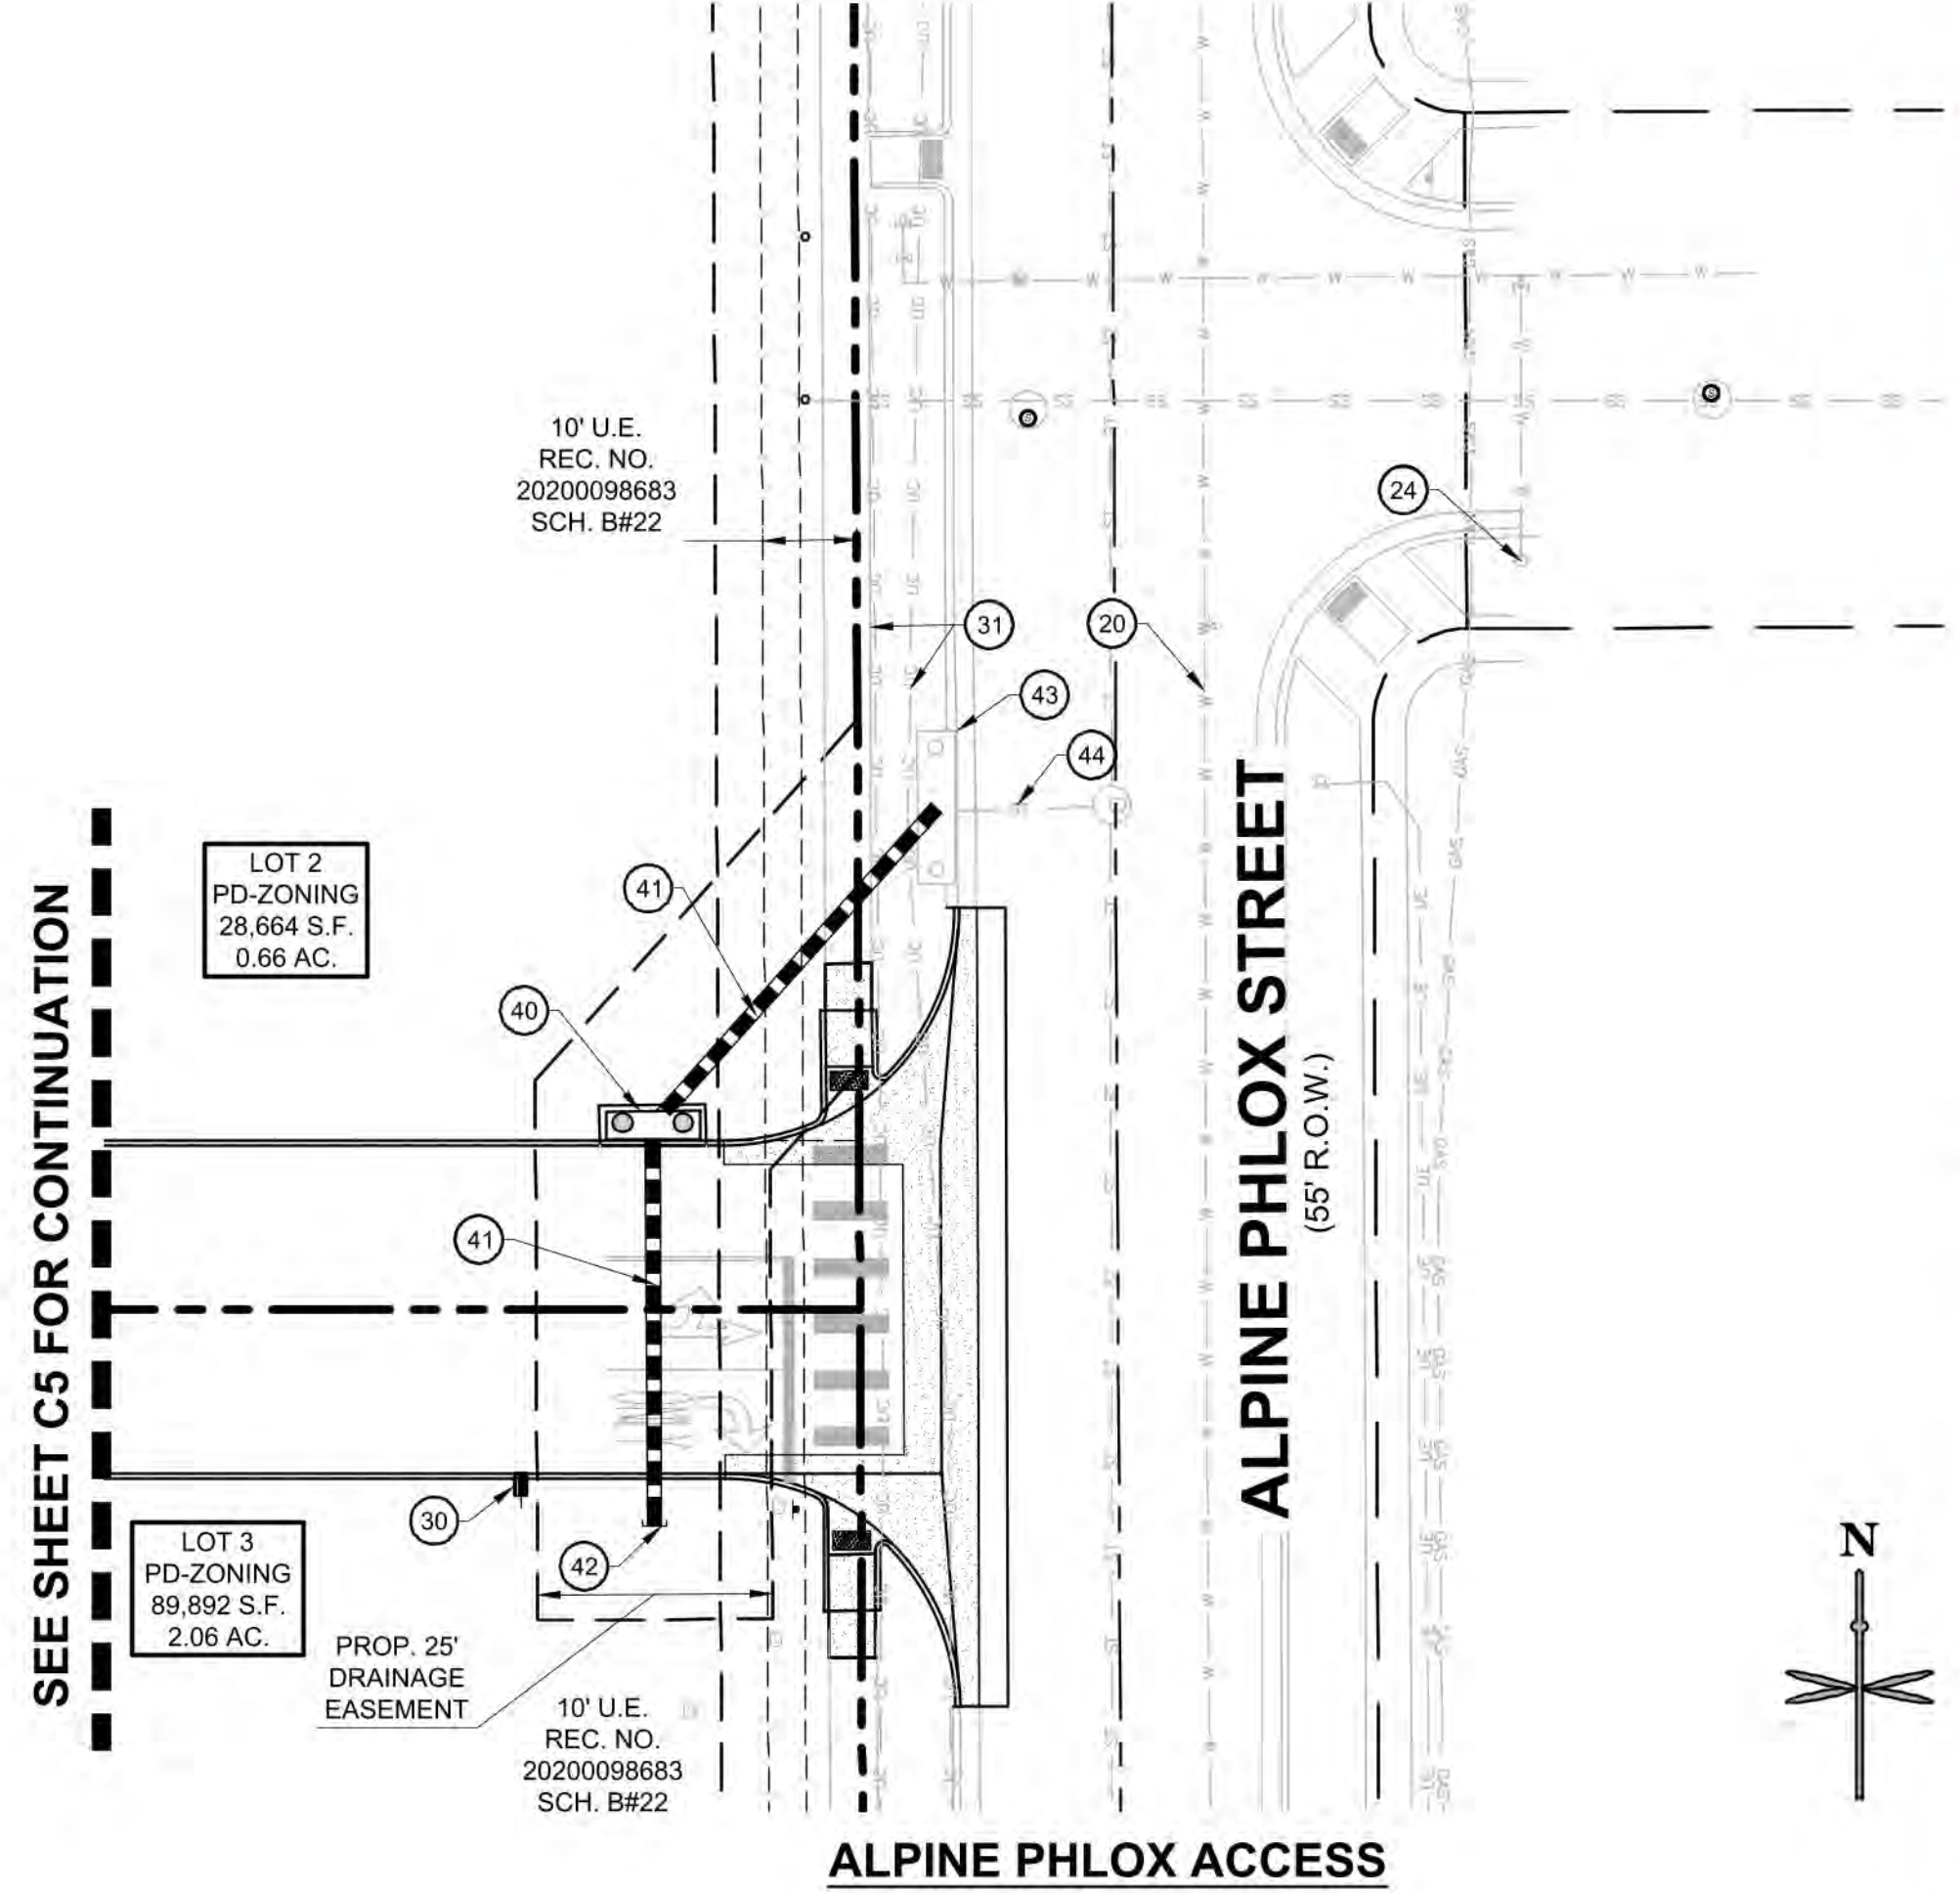 10' U.E.
REC. NO.
20200098683
SCH. B#22
24
31
20
43
44
LOT 2
PD-ZONING
28,664 S.F.
0.66 AC.
41
40
SEE SHEET C5 FOR CONTINUATION
ALPINE PHLOX STREET
(55' R.O.W.)
41
30
42
LOT 3
PD-ZONING
89,892 S.F.
2.06 AC.
PROP. 25'
DRAINAGE
EASEMENT
10' U.E.
REC. NO.
20200098683
SCH. B#22
N
ALPINE PHLOX ACCESS